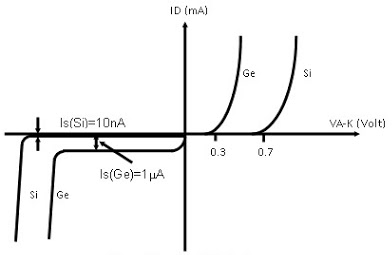 ID (mA)
Ge
Si
Is(Si)=10nA
VA-K (Volt)
0.3
0.7
Is(Ge)=1µA
Si
Ge